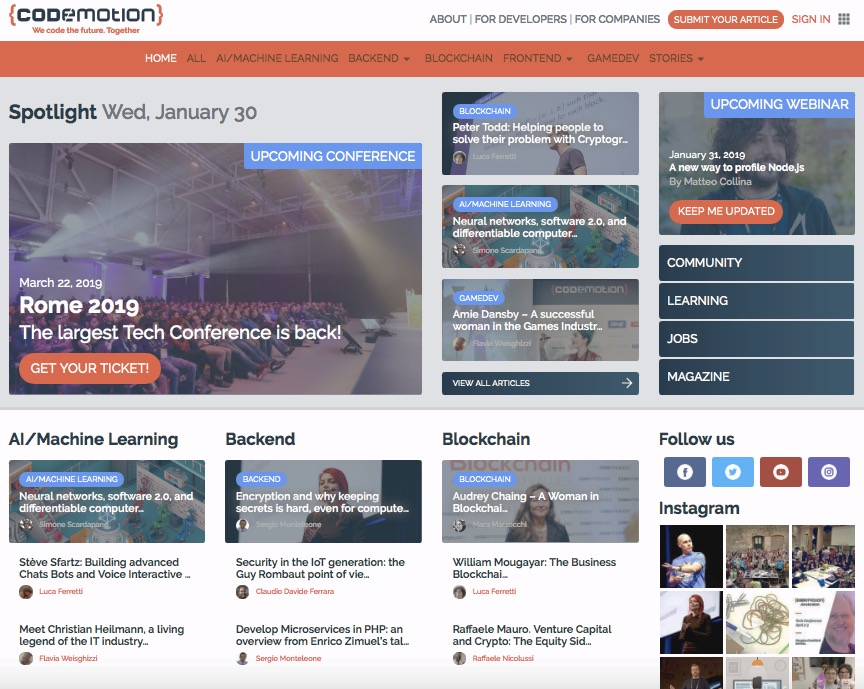 {CODEMOTION}
We code the future. Together
ABOUT | FOR DEVELOPERS | FOR COMPANIES
SUBMIT YOUR ARTICLE
SIGN IN
HOME ALL AI/MACHINE LEARNING BACKEND BLOCKCHAIN FRONTEND GAMEDEV STORIES
Spotlight Wed, January 30
UPCOMING CONFERENCE
March 22, 2019
Rome 2019
The largest Tech Conference is back!
GET YOUR TICKET!
BLOCKCHAIN
Peter Todd: Helping people to
solve their problem with Cryptogr...
Luca Ferretti
AI/MACHINE LEARNING
Neural networks, software 2.0, and
differentiable computer...
Simone Scardapane
{CODEMOTION}
GAMEDEV
Amie Dansby – A successful
woman in the Games Industr...
Flavia Weisghizzi
VIEW ALL ARTICLES
UPCOMING WEBINAR
January 31, 2019
A new way to profile Node.js
By Matteo Collina
KEEP ME UPDATED
COMMUNITY
LEARNING
JOBS
MAGAZINE
AI/Machine Learning
AI/MACHINE LEARNING
Neural networks, software 2.0, and
differentiable computer...
Simone Scardapane
Stève Sfartz: Building advanced
Chats Bots and Voice Interactive ...
Luca Ferretti
Meet Christian Heilmann, a living
legend of the IT industry...
Flavia Weisghizzi
Backend
BACKEND
Encryption and why keeping
secrets is hard, even for compute...
Sergio Monteleone
Security in the IoT generation: the
Guy Rombaut point of vie...
Claudio Davide Ferrara
Develop Microservices in PHP: an
overview from Enrico Zimuel's tal...
Sergio Monteleone
Blockchain
Blockchain
BLOCKCHAIN
Audrey Chaing – A Woman in
Blockchai...
Mara Marzocchi
William Mougayar: The Business
Blockchai...
Luca Ferretti
Raffaele Mauro. Venture Capital
and Crypto: The Equity Sid...
Raffaele Nicolussi
Follow us
Instagram